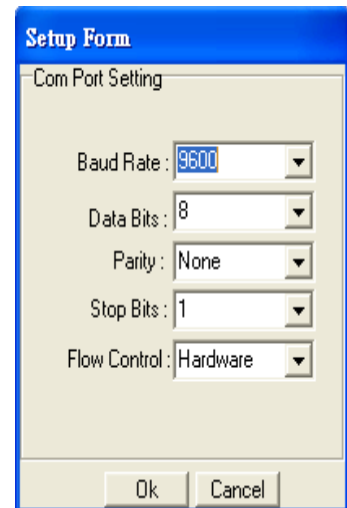 Setup Form
Com Port Setting
Baud Rate : 9600
Data Bits : 8
Parity : None
Stop Bits : 1
Flow Control : Hardware
Ok Cancel